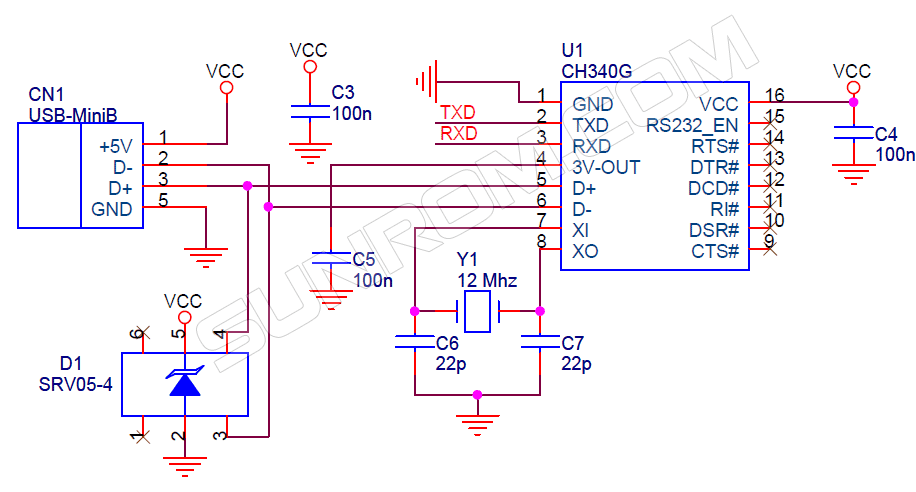 VCC
U1
CH340G
VCC
VCC
CN1
USB-MiniB
C3
100n
TXD
RXD
1
2
3
4
5
6
7
8
GND
TXD
RXD
3V-OUT
D+
D-
XI
XO
VCC
RS232_EN
RTS#
DTR#
DCD#
RI#
DSR#
CTS#
16
15
14
13
12
11
10
9
C4
100n
+5V
D-
D+
GND
1
2
3
5
C5
100n
Y1
12 Mhz
VCC
6
5
4
D1
SRV05-4
1
2
3
C6
22p
C7
22p
SUNROM.COM